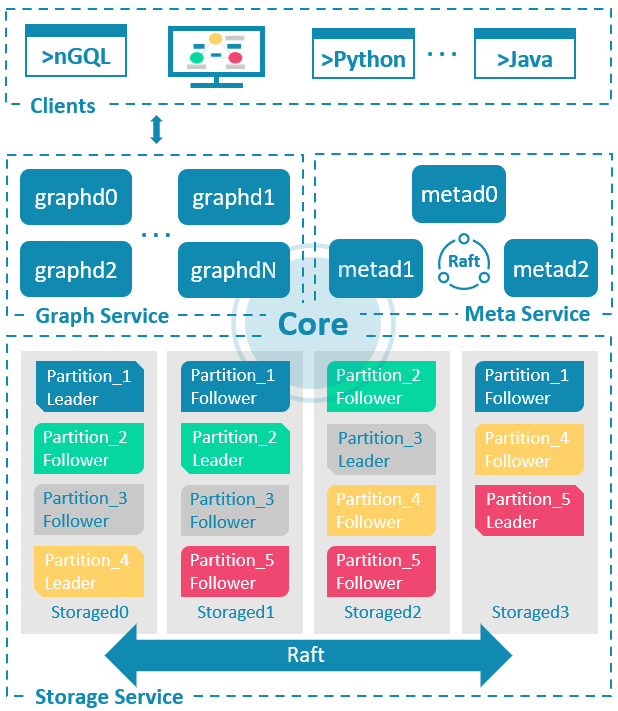 >nGQL
>Python
...
>Java
Clients
graphd0
graphd1
...
graphd2
graphdN
Graph Service
metad0
metad1
Raft
metad2
Meta Service
Core
Partition_1
Leader
Partition_2
Follower
Partition_3
Follower
Partition_4
Leader
Storaged0
Partition_1
Follower
Partition_2
Leader
Partition_3
Follower
Partition_5
Follower
Storaged1
Partition_2
Follower
Partition_3
Leader
Partition_4
Follower
Partition_5
Follower
Storaged2
Partition_1
Follower
Partition_4
Follower
Partition_5
Leader
Storaged3
Raft
Storage Service